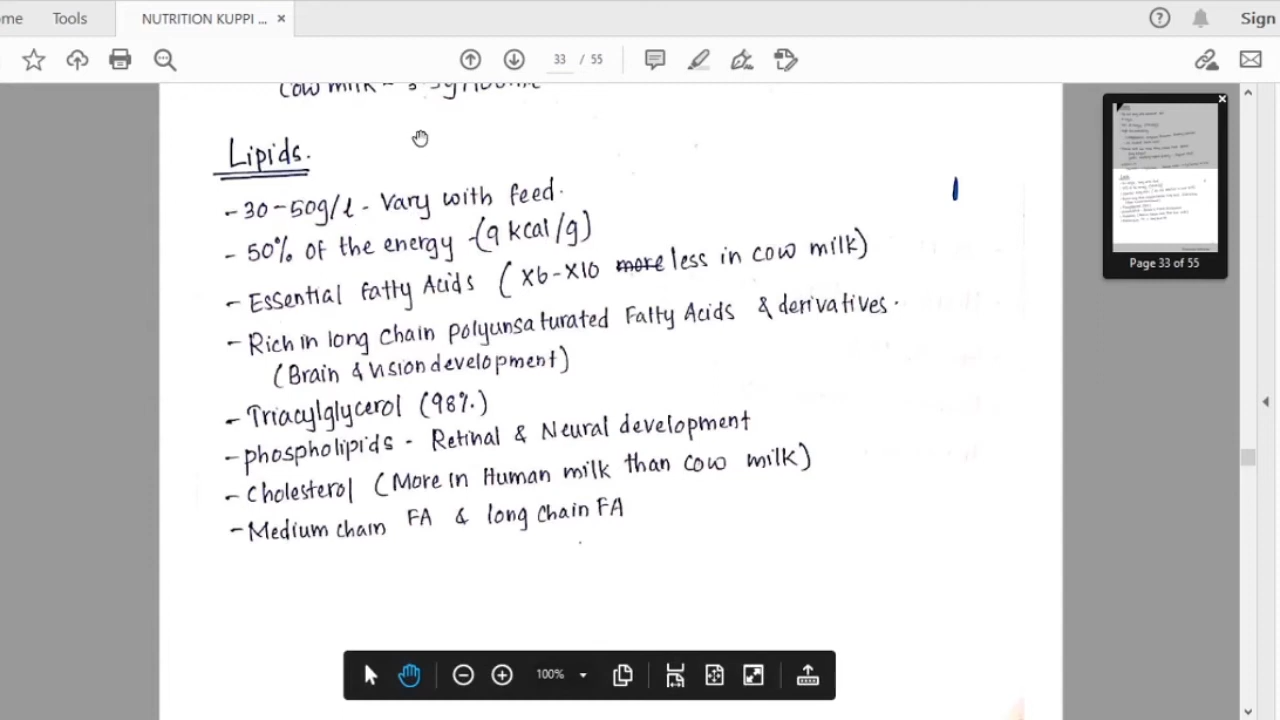 ome Tools NUTRITION KUPPI ... × Sign
33 / 55
Cow milk -
Lipids.
- 30-50g/l - Vary with feed.
- 50% of the energy -(9 kcal/g)
- Essential Fatty Acids (x6-x10 more less in cow milk)
- Rich in long chain polyunsaturated Fatty Acids & derivatives.
(Brain & vision development)
- Triacylglycerol (98%.)
- phospholipids - Retinal & Neural development
- Cholesterol (More in Human milk than cow milk)
- Medium chain FA & long chain FA
Page 33 of 55
100%